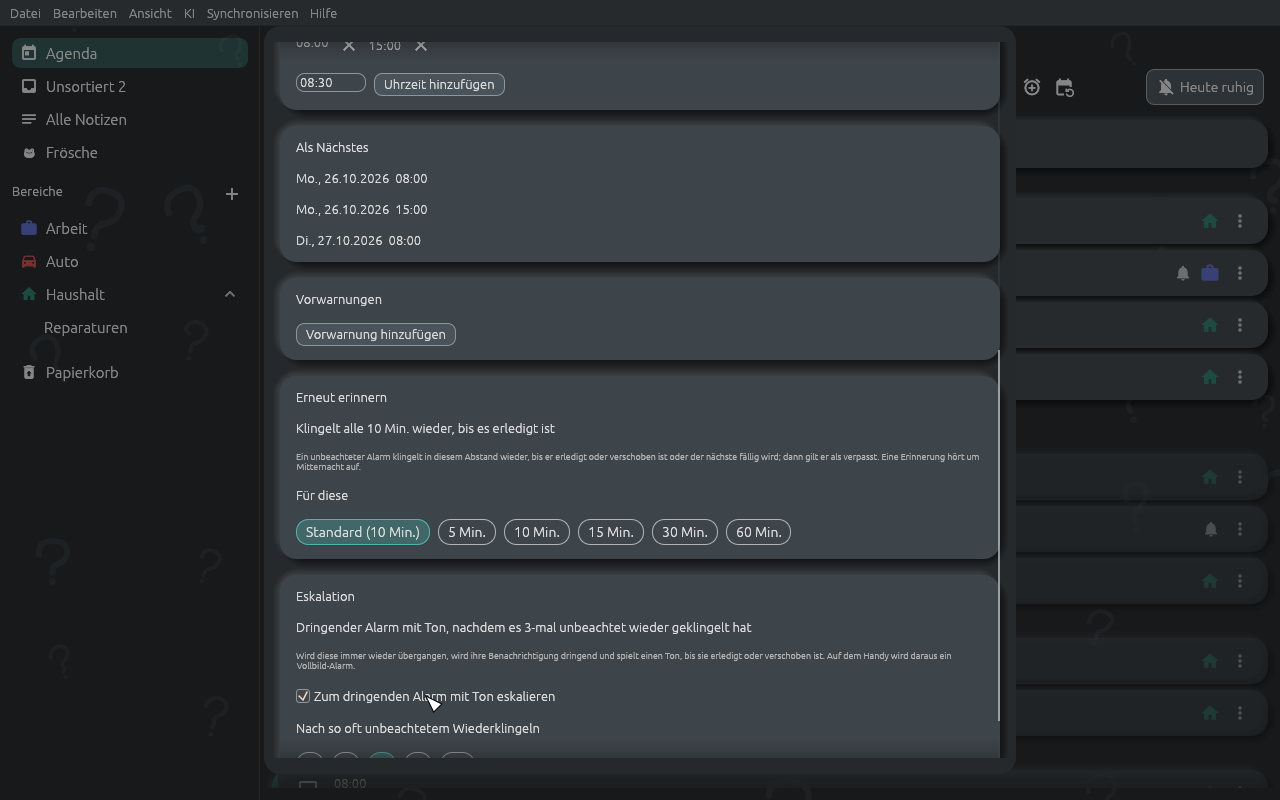 Datei Bearbeiten Ansicht KI Synchronisieren Hilfe
Agenda
Unsortiert 2
Alle Notizen
Frösche
Bereiche
Arbeit
Auto
Haushalt
Reparaturen
Papierkorb
08:00 15:00
08:30 Uhrzeit hinzufügen
Als Nächstes
Mo., 26.10.2026 08:00
Mo., 26.10.2026 15:00
Di., 27.10.2026 08:00
Vorwarnungen
Vorwarnung hinzufügen
Erneut erinnern
Klingelt alle 10 Min. wieder, bis es erledigt ist
Ein unbeachteter Alarm klingelt in diesem Abstand wieder, bis er erledigt oder verschoben ist oder der nächste fällig wird; dann gilt er als verpasst. Eine Erinnerung hört um
Mitternacht auf.
Für diese
Standard (10 Min.) 5 Min. 10 Min. 15 Min. 30 Min. 60 Min.
Eskalation
Dringender Alarm mit Ton, nachdem es 3-mal unbeachtet wieder geklingelt hat
Wird diese immer wieder übergangen, wird ihre Benachrichtigung dringend und spielt einen Ton, bis sie erledigt oder verschoben ist. Auf dem Handy wird daraus ein
Vollbild-Alarm.
Zum dringenden Alarm mit Ton eskalieren
Nach so oft unbeachtetem Wiederklingeln
Heute ruhig
08:00